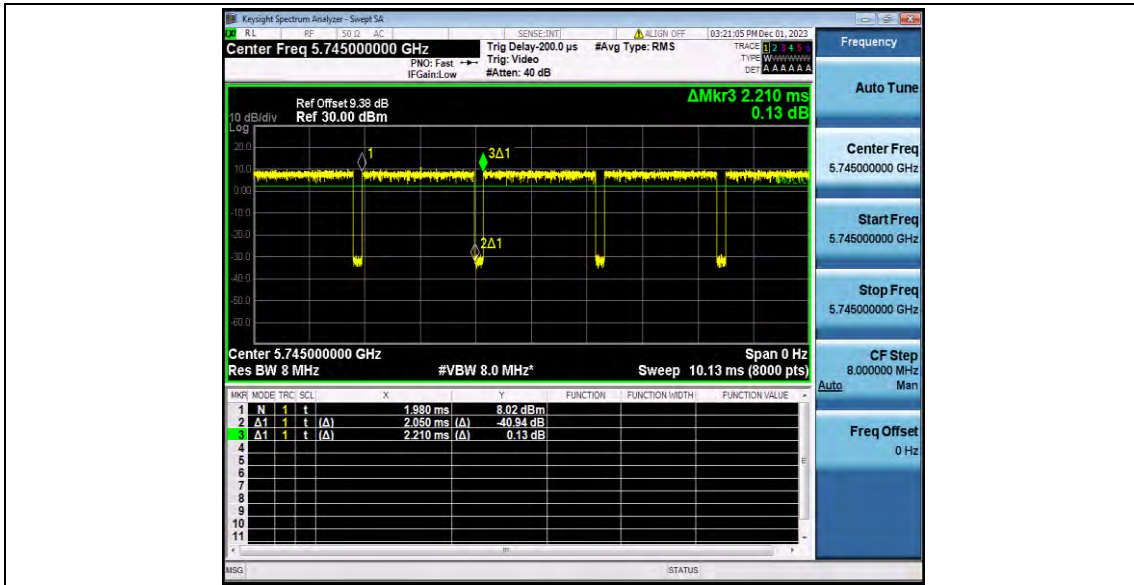 Keysight Spectrum Analyzer - Swept SA
RL RF 50 Ω AC SENSE:INT ALIGN OFF 03:21:05 PM Dec 01, 2023
Center Freq 5.745000000 GHz
PNO: Fast
IFGain:Low
Trig Delay-200.0 µs
Trig: Video
#Atten: 40 dB
#Avg Type: RMS
TRACE 1 2 3 4 5 6
TYPE WWWWWW
DET A A A A A A
ΔMkr3 2.210 ms
0.13 dB
Ref Offset 9.38 dB
10 dB/div Ref 30.00 dBm
Log
20.0
10.0
0.00
-10.0
-20.0
-30.0
-40.0
-50.0
-60.0
1
3Δ1
2Δ1
Center 5.745000000 GHz Span 0 Hz
Res BW 8 MHz #VBW 8.0 MHz* Sweep 10.13 ms (8000 pts)
MKR MODE TRC SCL X Y FUNCTION FUNCTION WIDTH FUNCTION VALUE
1 N 1 t 1.980 ms 8.02 dBm
2 Δ1 1 t (Δ) 2.050 ms (Δ) -40.94 dB
3 Δ1 1 t (Δ) 2.210 ms (Δ) 0.13 dB
4
5
6
7
8
9
10
11
MSG STATUS
Frequency
Auto Tune
Center Freq
5.745000000 GHz
Start Freq
5.745000000 GHz
Stop Freq
5.745000000 GHz
CF Step
8.000000 MHz
Auto Man
Freq Offset
0 Hz